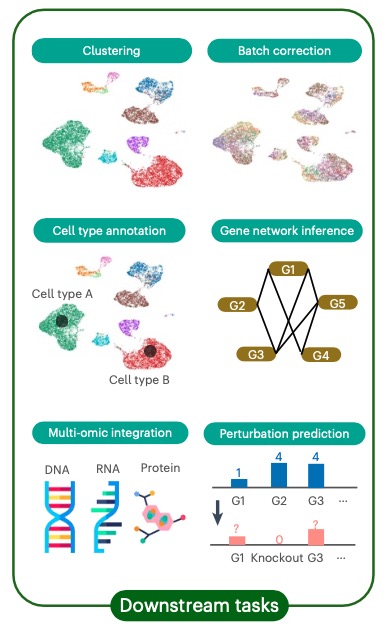 Clustering
Batch correction
Cell type annotation
Gene network inference
Cell type A
Cell type B
G1
G2
G5
G3
G4
Multi-omic integration
Perturbation prediction
DNA
RNA
Protein
1
4
4
G1
G2
G3
...
?
0
?
G1
Knockout
G3
...
Downstream tasks